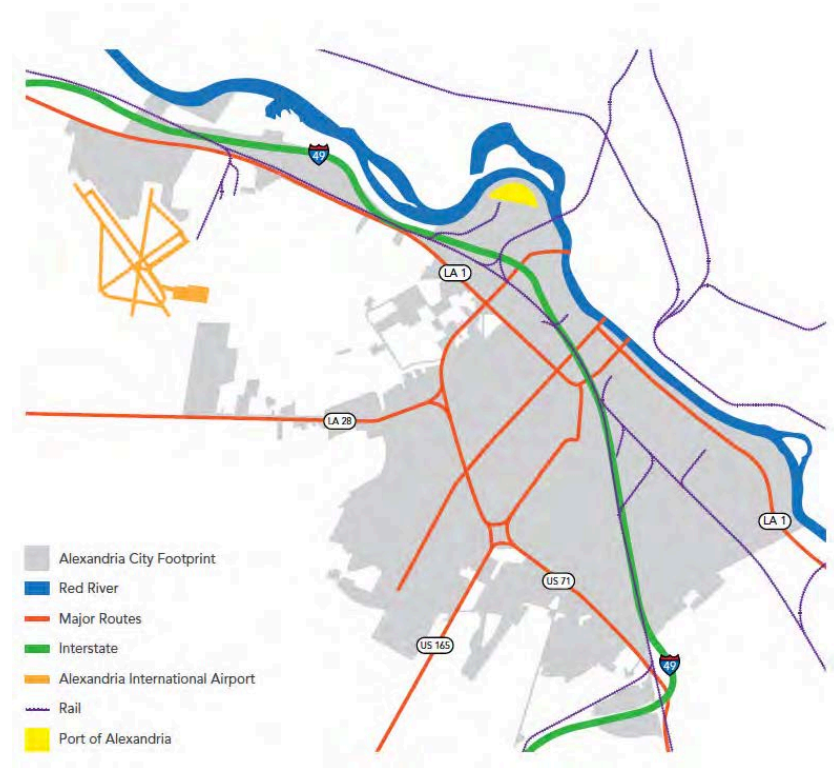 49
LA 1
LA 28
LA 1
US 71
US 165
49
Alexandria City Footprint
Red River
Major Routes
Interstate
Alexandria International Airport
Rail
Port of Alexandria